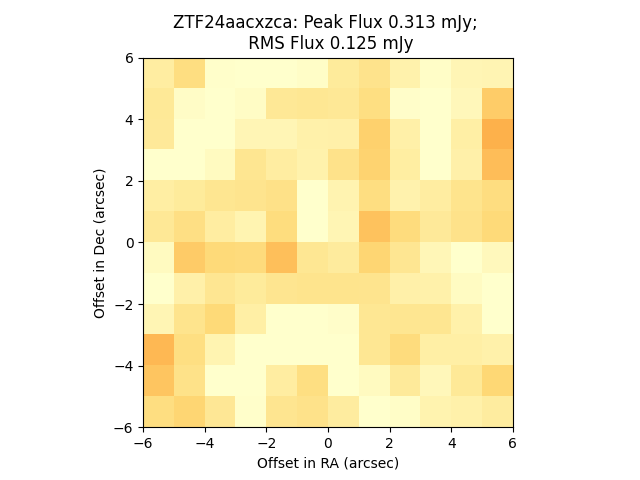 ZTF24aacxzca: Peak Flux 0.313 mJy;
RMS Flux 0.125 mJy
6
4
2
0
−2
−4
−6
Offset in Dec (arcsec)
−6 −4 −2 0 2 4 6
Offset in RA (arcsec)